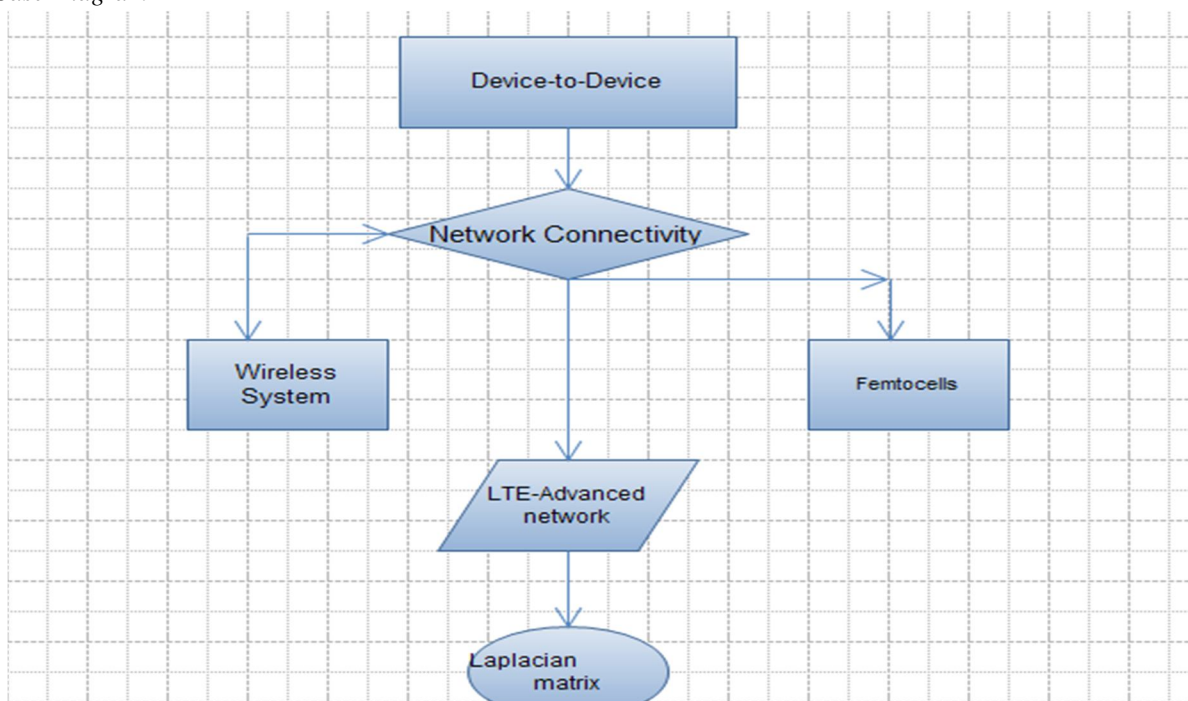 Device-to-Device
Network Connectivity
Wireless
System
Femtocells
LTE-Advanced
network
Laplacian
matrix